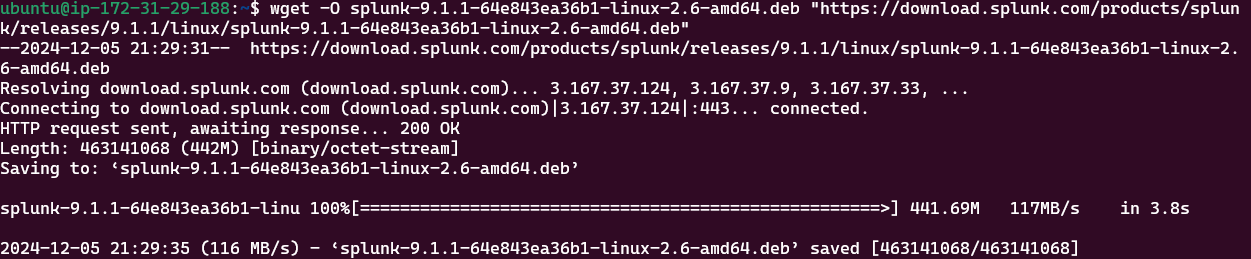 ubuntu@ip-172-31-29-188:~$ wget -O splunk-9.1.1-64e843ea36b1-linux-2.6-amd64.deb "https://download.splunk.com/products/splun
k/releases/9.1.1/linux/splunk-9.1.1-64e843ea36b1-linux-2.6-amd64.deb"
--2024-12-05 21:29:31--  https://download.splunk.com/products/splunk/releases/9.1.1/linux/splunk-9.1.1-64e843ea36b1-linux-2.
6-amd64.deb
Resolving download.splunk.com (download.splunk.com)... 3.167.37.124, 3.167.37.9, 3.167.37.33, ...
Connecting to download.splunk.com (download.splunk.com)|3.167.37.124|:443... connected.
HTTP request sent, awaiting response... 200 OK
Length: 463141068 (442M) [binary/octet-stream]
Saving to: ‘splunk-9.1.1-64e843ea36b1-linux-2.6-amd64.deb’
splunk-9.1.1-64e843ea36b1-linu 100%[====================================================>] 441.69M   117MB/s    in 3.8s
2024-12-05 21:29:35 (116 MB/s) - ‘splunk-9.1.1-64e843ea36b1-linux-2.6-amd64.deb’ saved [463141068/463141068]